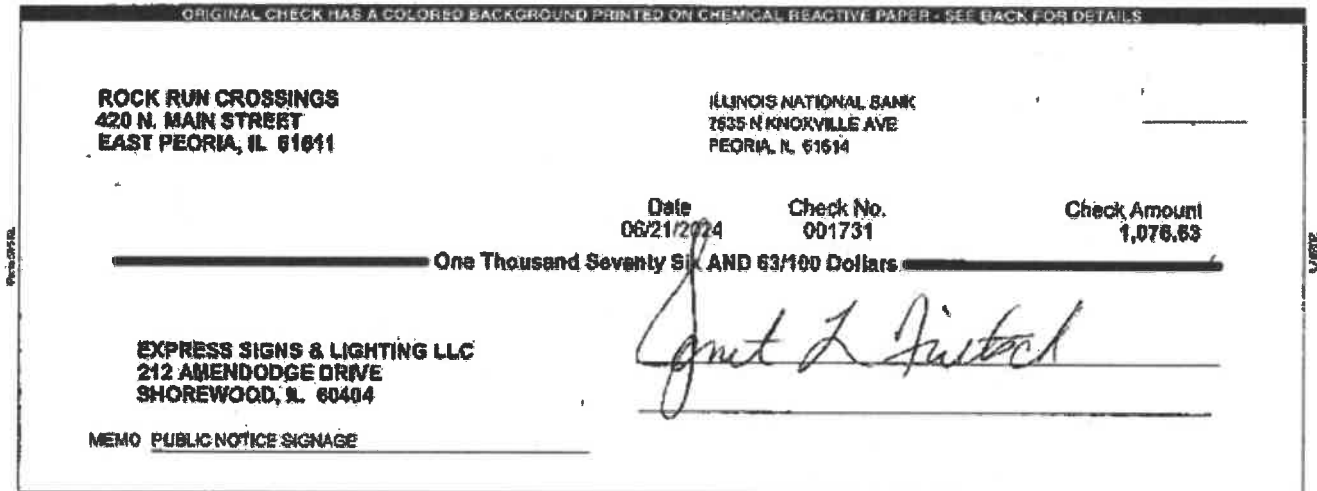 ORIGINAL CHECK HAS A COLORED BACKGROUND PRINTED ON CHEMICAL REACTIVE PAPER - SEE BACK FOR DETAILS
ROCK RUN CROSSINGS
420 N. MAIN STREET
EAST PEORIA, IL 61611
ILLINOIS NATIONAL BANK
7635 N KNOXVILLE AVE
PEORIA, IL 61614
Date Check No. Check Amount
06/21/2024 001731 1,076.63
One Thousand Seventy Six AND 63/100 Dollars
Janet L
EXPRESS SIGNS & LIGHTING LLC
212 AMENDODGE DRIVE
SHOREWOOD, IL 60404
MEMO PUBLIC NOTICE SIGNAGE